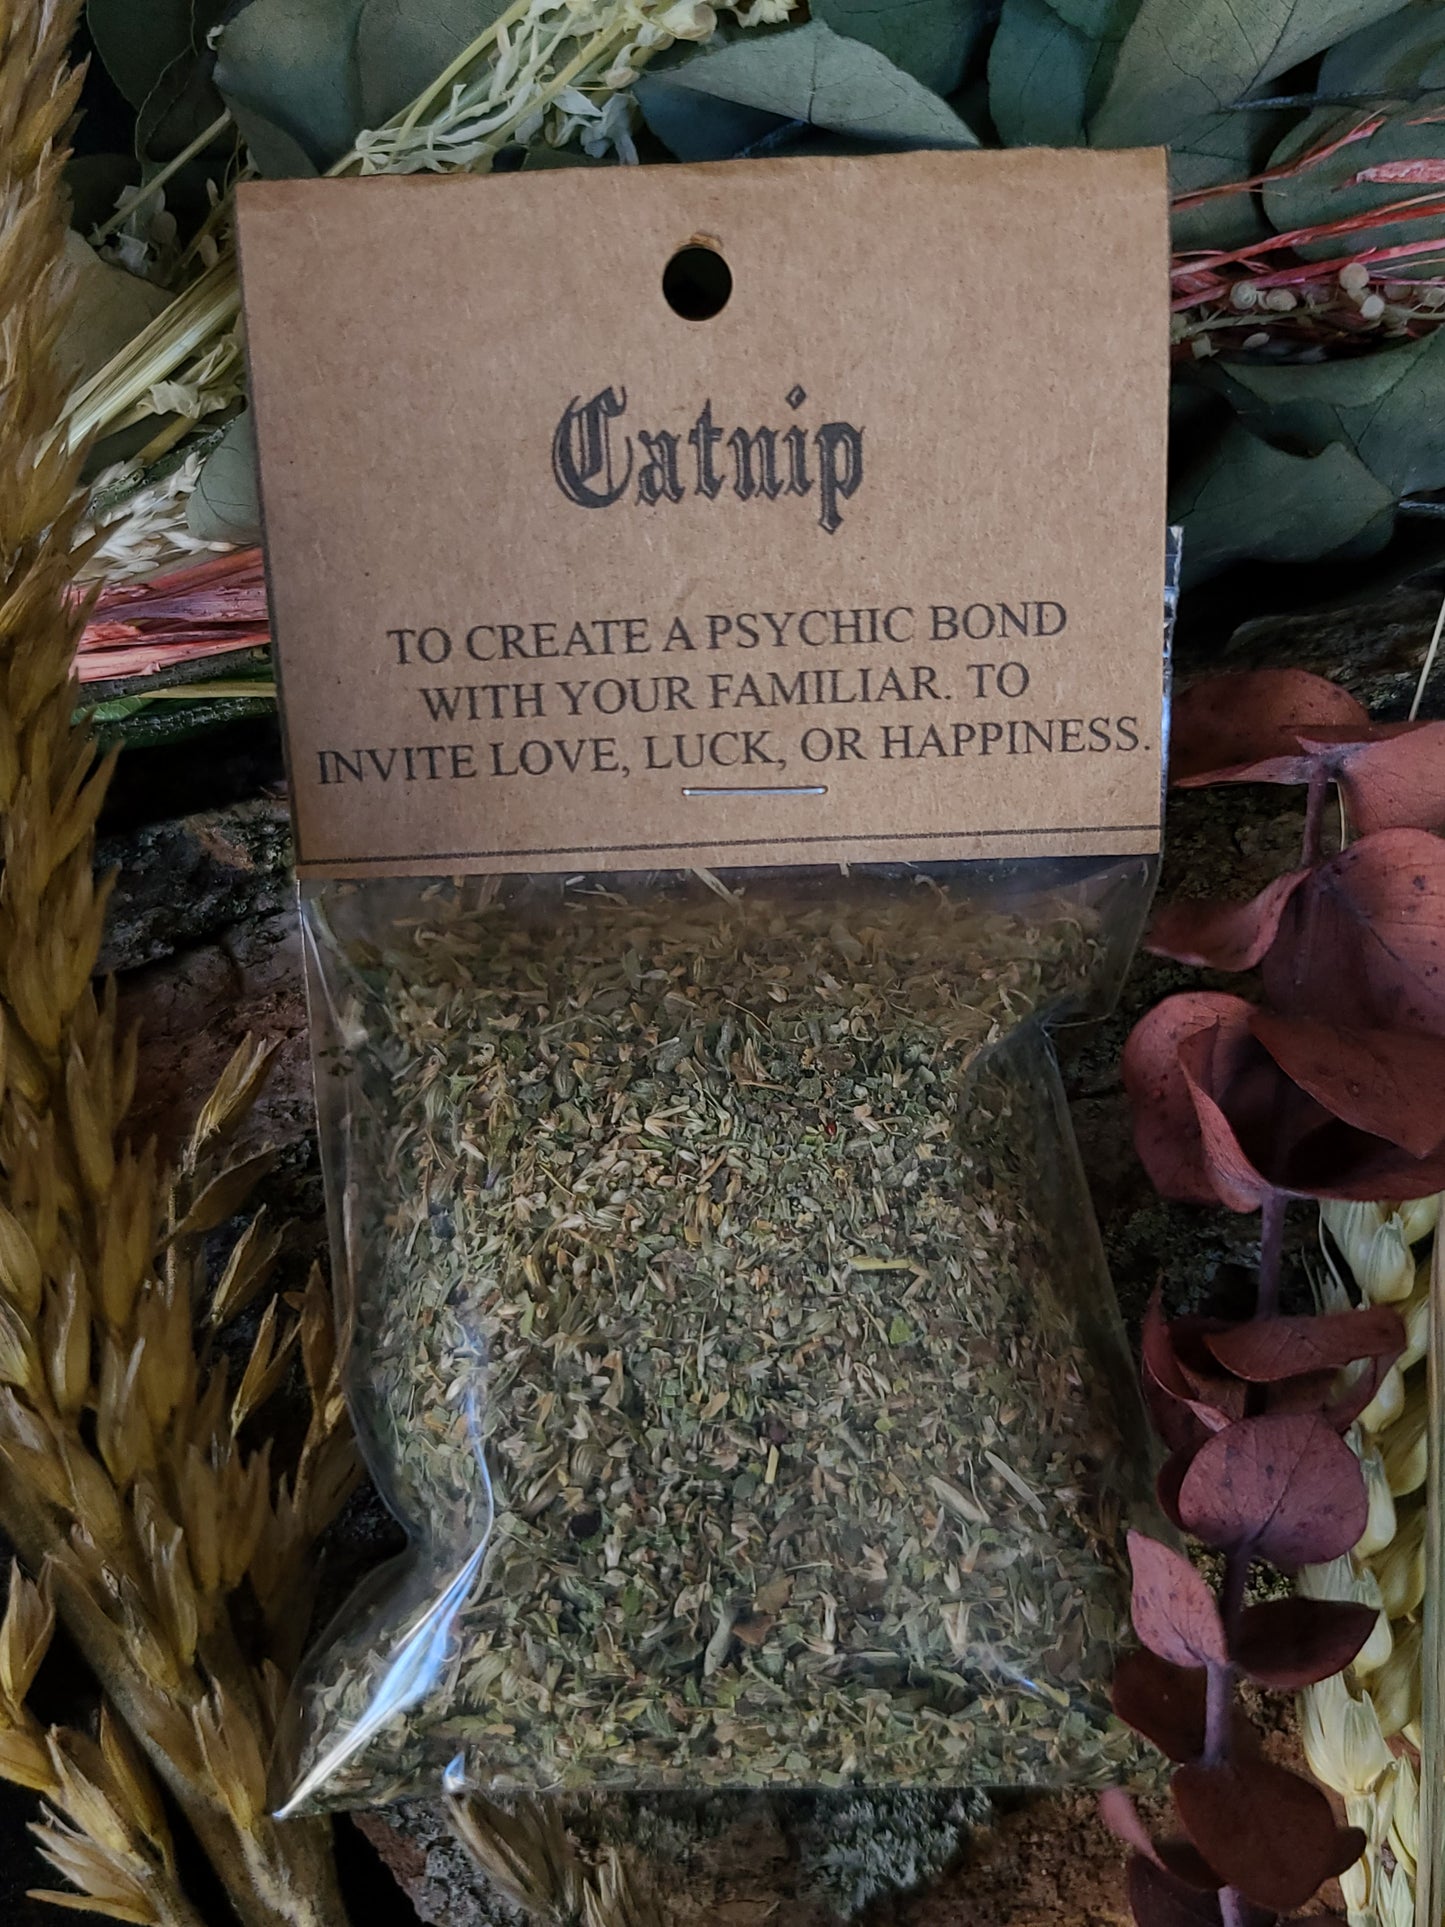 Catnip
TO CREATE A PSYCHIC BOND
WITH YOUR FAMILIAR. TO
INVITE LOVE, LUCK, OR HAPPINESS.